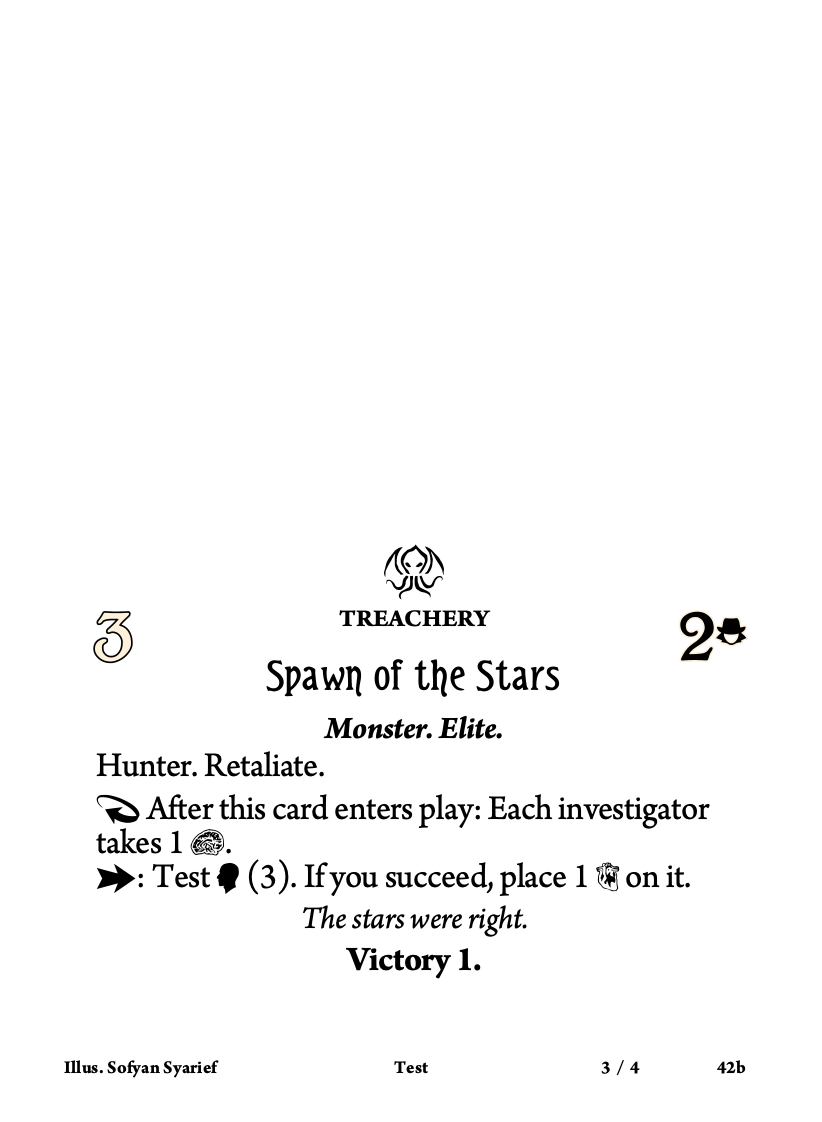 TREACHERY
3
2
Spawn of the Stars
Monster. Elite.
Hunter. Retaliate.
After this card enters play: Each investigator
takes 1 .
: Test (3). If you succeed, place 1 on it.
The stars were right.
Victory 1.
Illus. Sofyan Syarief Test 3 / 4 42b